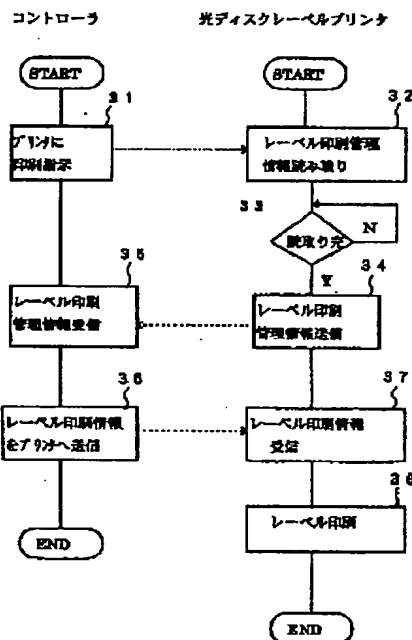 コントローラ
光ディスクレーベルプリンタ
START
START
31
32
プリンタに
印刷指示
レーベル印刷管理
情報読み取り
33
読取り完
N
Y
34
35
レーベル印刷
管理情報受信
レーベル印刷
管理情報送信
36
37
レーベル印刷情報
をプリンタへ送信
レーベル印刷情報
受信
レーベル印刷
END
END